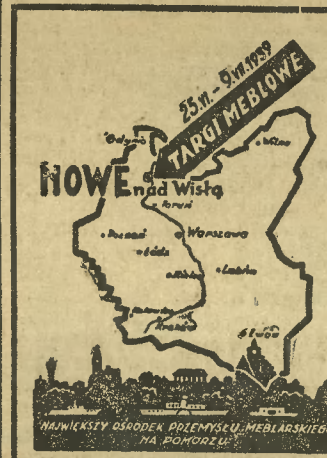 25.VI. – 9.VII.1939
TARGI MEBLOWE
Gdynia
Wilno
NOWE nad Wisłą
Toruń
Poznań
Warszawa
Łódź
Lublin
Kraków
Lwów
NAJWIĘKSZY OŚRODEK PRZEMYSŁU MEBLARSKIEGO
NA POMORZU